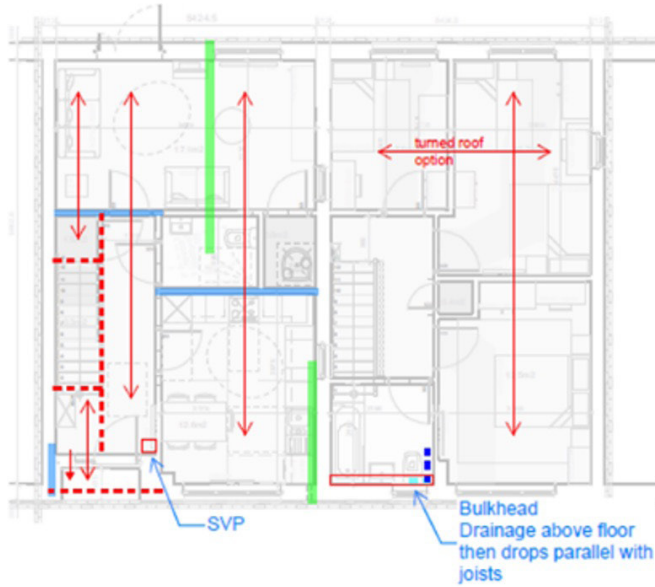 turned roof
option
SVP
Bulkhead
Drainage above floor
then drops parallel with
joists